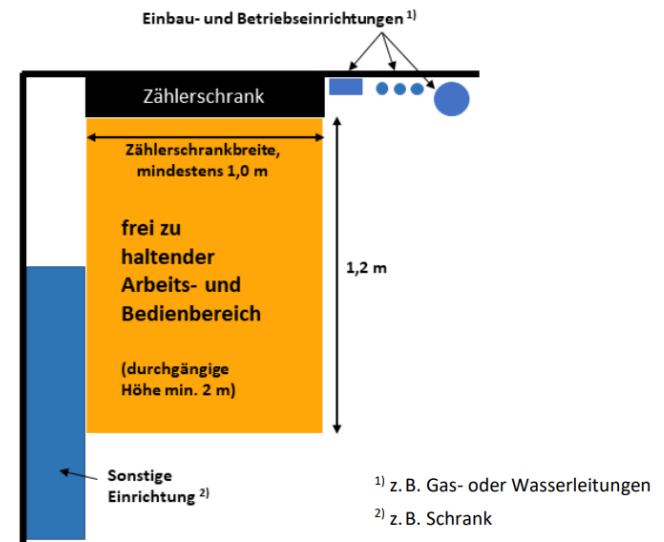 Einbau- und Betriebseinrichtungen 1)
Zählerschrank
Zählerschrankbreite,
mindestens 1,0 m
frei zu
haltender
Arbeits- und
Bedienbereich
1,2 m
(durchgängige
Höhe min. 2 m)
Sonstige
Einrichtung 2)
1) z. B. Gas- oder Wasserleitungen
2) z. B. Schrank